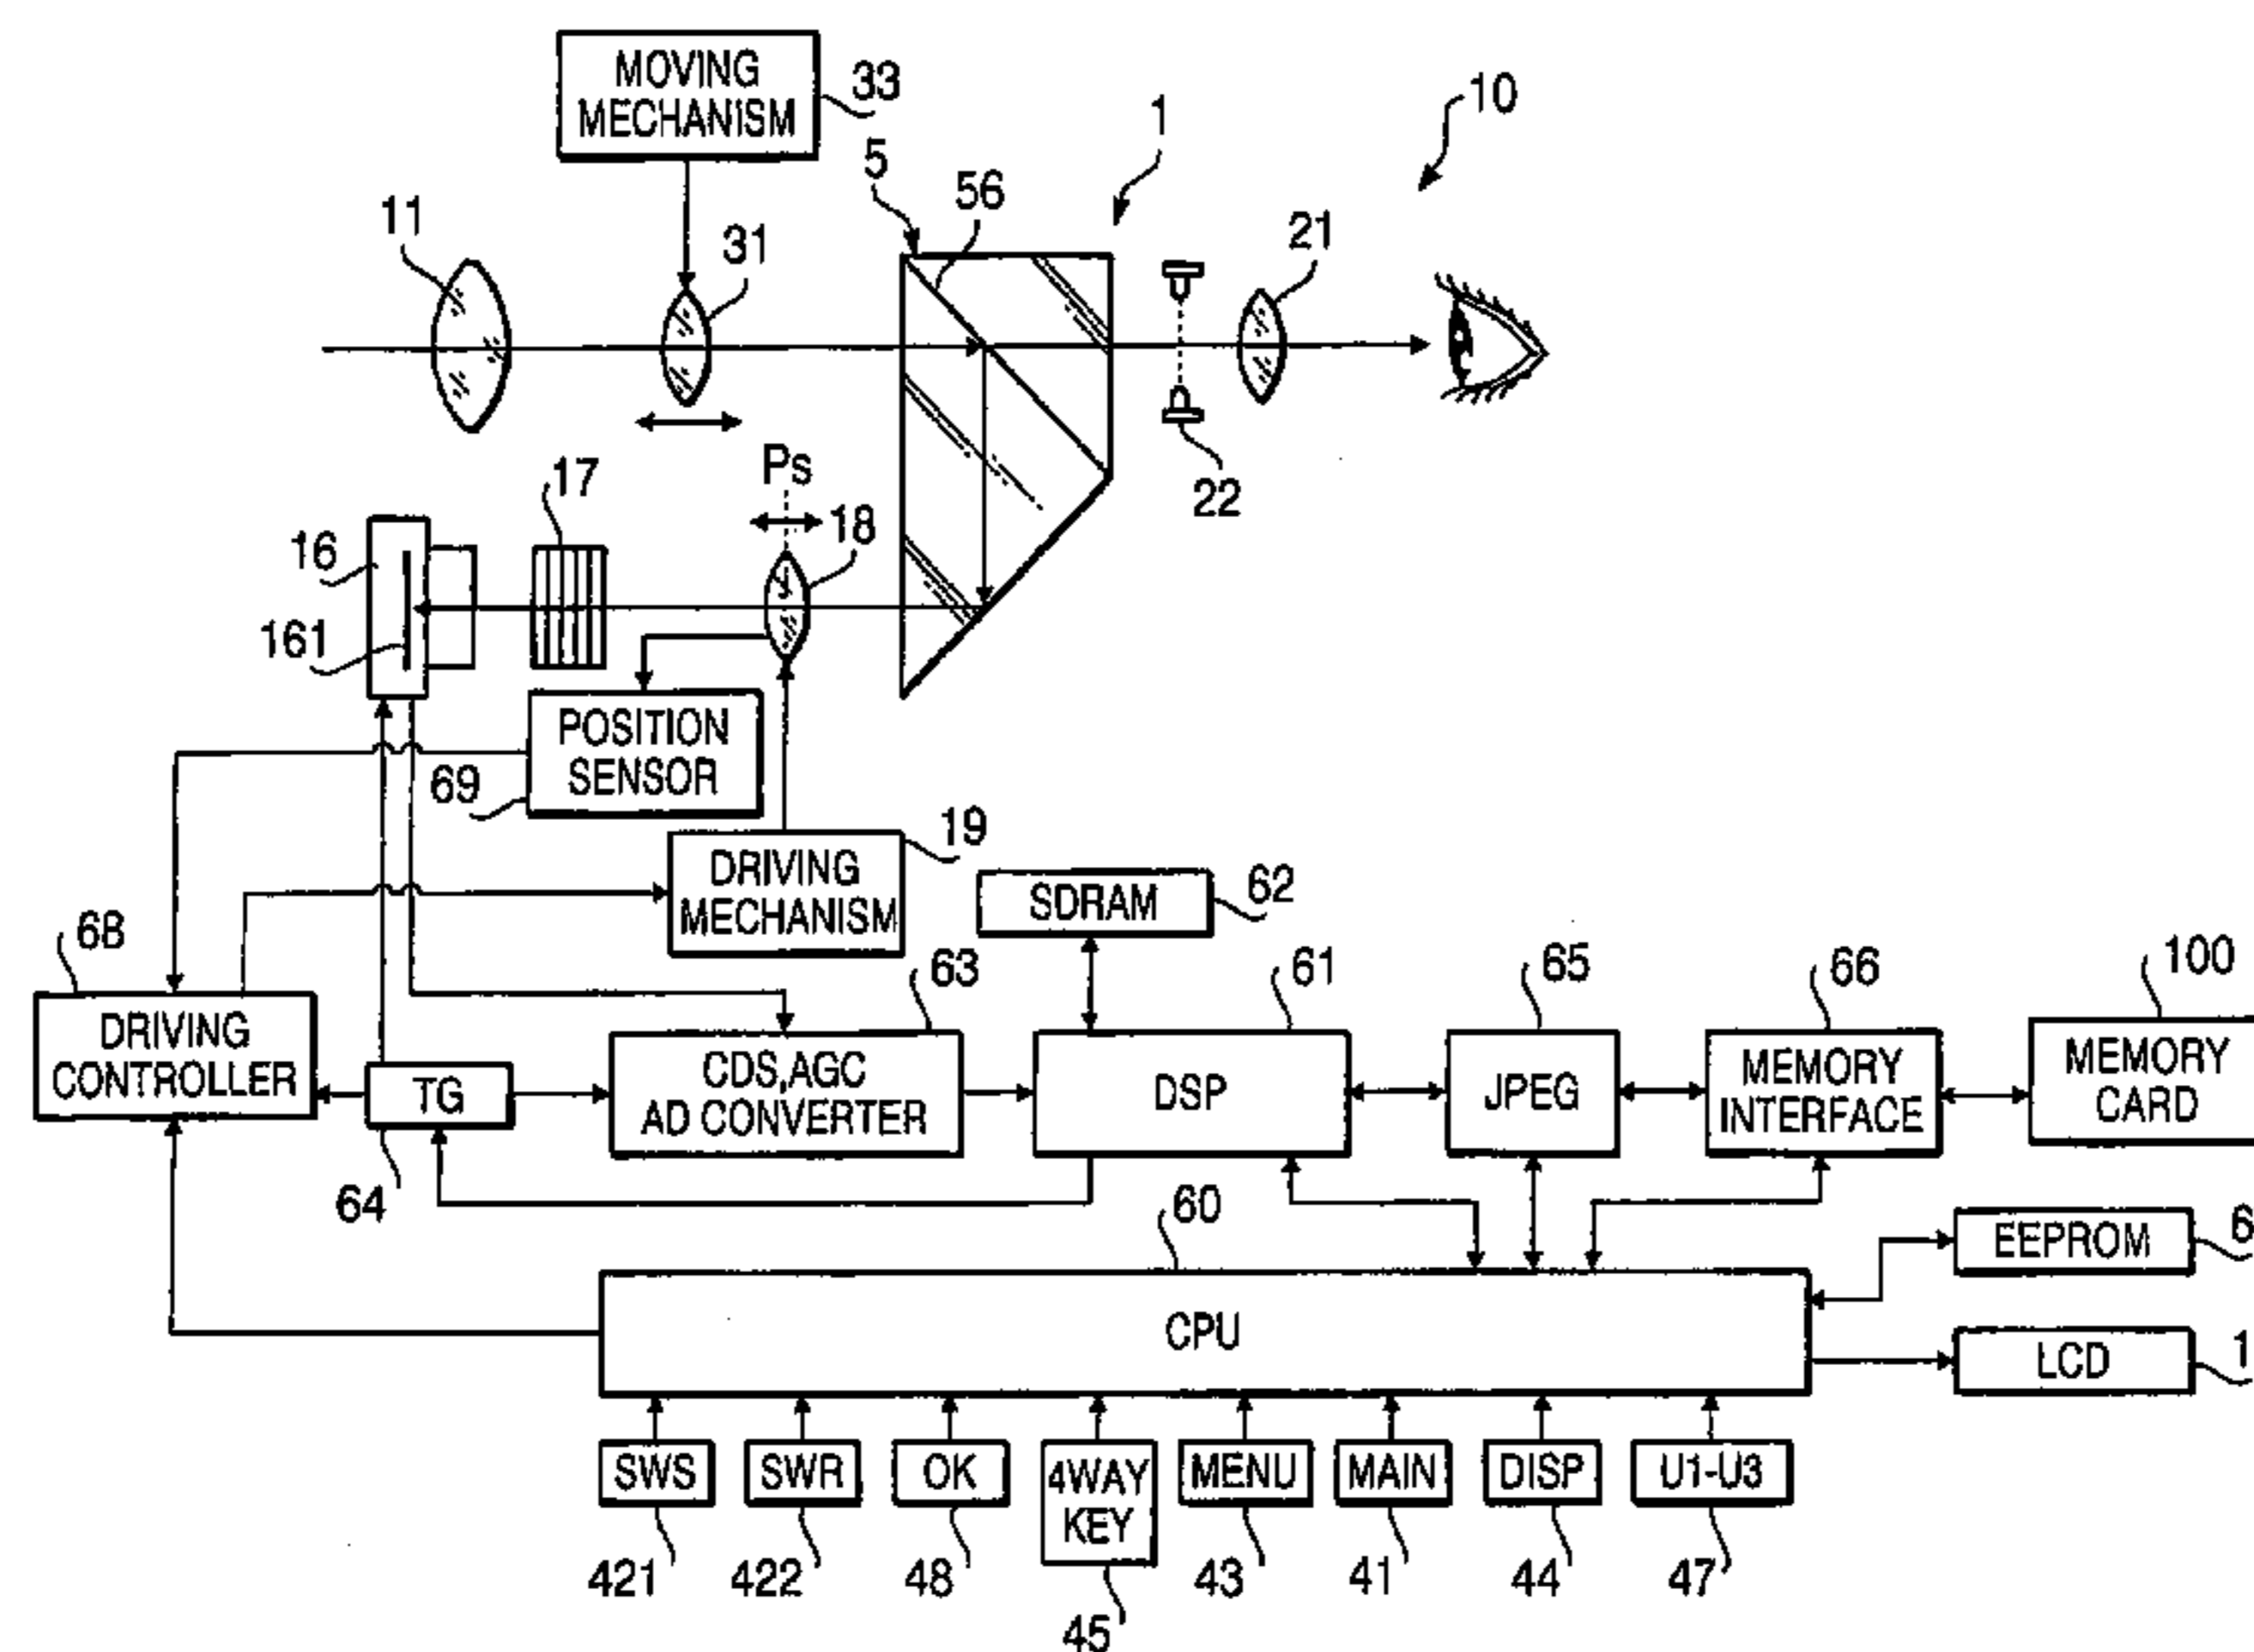 MOVING
MECHANISM
33
10
1
5
56
11
31
21
22
Ps
17
18
16
161
POSITION
SENSOR
69
19
DRIVING
MECHANISM
SDRAM
62
68
63
61
65
66
100
DRIVING
CONTROLLER
TG
CDS,AGC
AD CONVERTER
DSP
JPEG
MEMORY
INTERFACE
MEMORY
CARD
64
60
EEPROM
6
CPU
LCD
1
SWS
SWR
OK
4WAY
KEY
MENU
MAIN
DISP
U1-U3
421
422
48
45
43
41
44
47